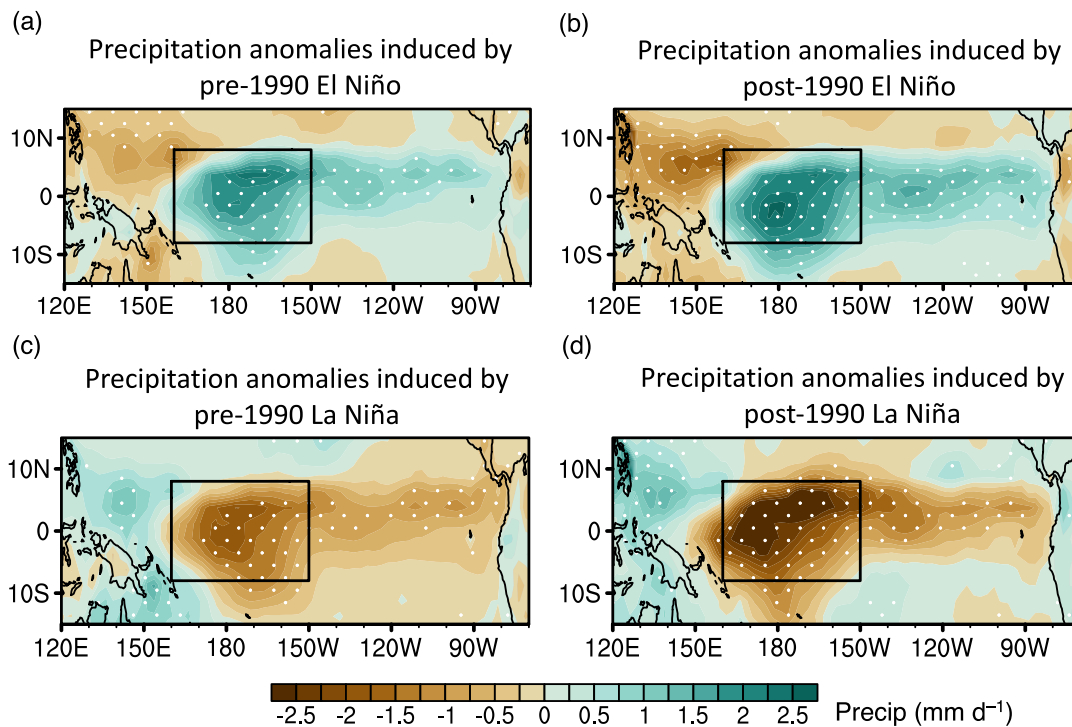 (a)
Precipitation anomalies induced by
pre-1990 El Niño
10N
0
10S
120E 150E 180 150W 120W 90W
(b)
Precipitation anomalies induced by
post-1990 El Niño
10N
0
10S
120E 150E 180 150W 120W 90W
(c)
Precipitation anomalies induced by
pre-1990 La Niña
10N
0
10S
120E 150E 180 150W 120W 90W
(d)
Precipitation anomalies induced by
post-1990 La Niña
10N
0
10S
120E 150E 180 150W 120W 90W
-2.5 -2 -1.5 -1 -0.5 0 0.5 1 1.5 2 2.5 Precip (mm d⁻¹)